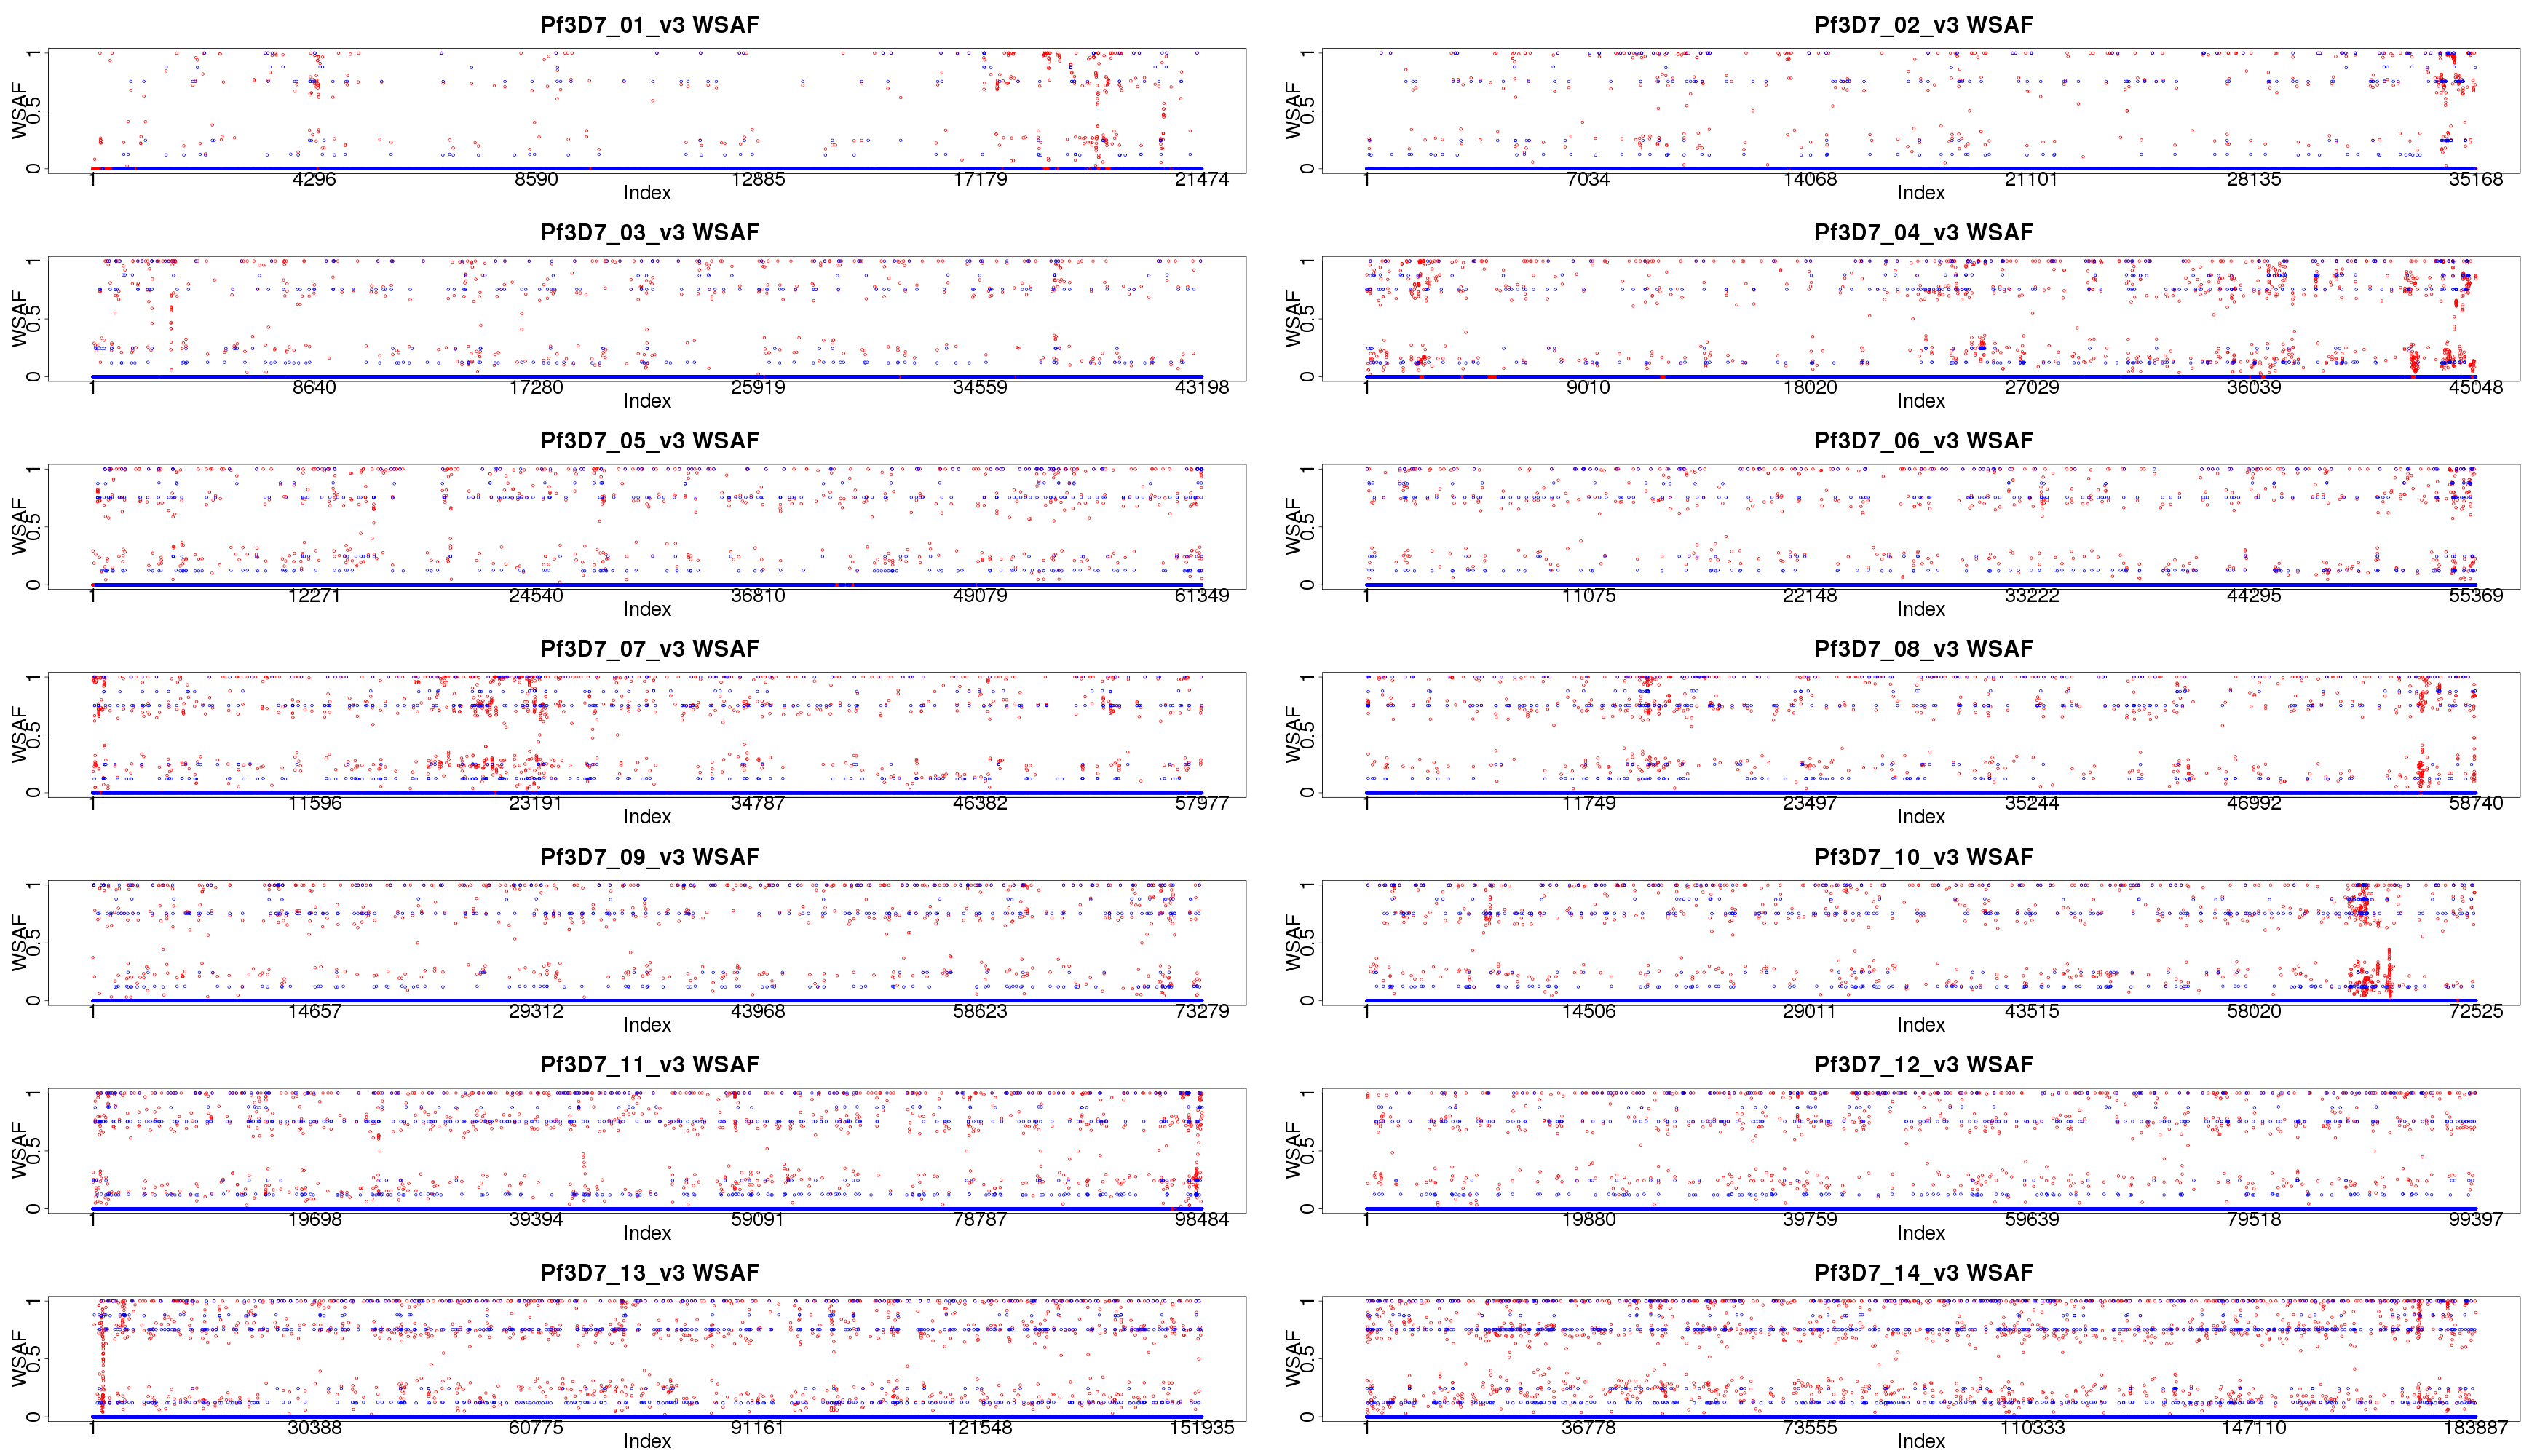 Pf3D7_01_v3 WSAF
WSAF
0 0.5 1
1 4296 8590 12885 17179 21474
Index
Pf3D7_02_v3 WSAF
WSAF
0 0.5 1
1 7034 14068 21101 28135 35168
Index
Pf3D7_03_v3 WSAF
WSAF
0 0.5 1
1 8640 17280 25919 34559 43198
Index
Pf3D7_04_v3 WSAF
WSAF
0 0.5 1
1 9010 18020 27029 36039 45048
Index
Pf3D7_05_v3 WSAF
WSAF
0 0.5 1
1 12271 24540 36810 49079 61349
Index
Pf3D7_06_v3 WSAF
WSAF
0 0.5 1
1 11075 22148 33222 44295 55369
Index
Pf3D7_07_v3 WSAF
WSAF
0 0.5 1
1 11596 23191 34787 46382 57977
Index
Pf3D7_08_v3 WSAF
WSAF
0 0.5 1
1 11749 23497 35244 46992 58740
Index
Pf3D7_09_v3 WSAF
WSAF
0 0.5 1
1 14657 29312 43968 58623 73279
Index
Pf3D7_10_v3 WSAF
WSAF
0 0.5 1
1 14506 29011 43515 58020 72525
Index
Pf3D7_11_v3 WSAF
WSAF
0 0.5 1
1 19698 39394 59091 78787 98484
Index
Pf3D7_12_v3 WSAF
WSAF
0 0.5 1
1 19880 39759 59639 79518 99397
Index
Pf3D7_13_v3 WSAF
WSAF
0 0.5 1
1 30388 60775 91161 121548 151935
Index
Pf3D7_14_v3 WSAF
WSAF
0 0.5 1
1 36778 73555 110333 147110 183887
Index